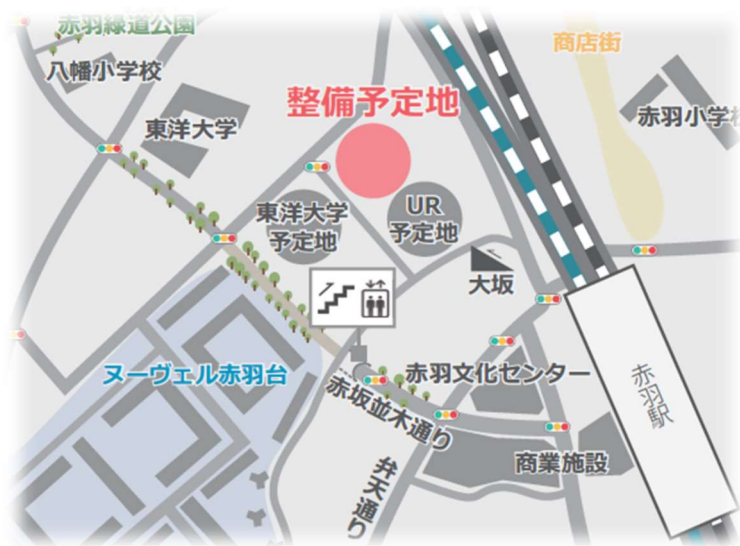 赤羽緑道公園
八幡小学校
商店街
整備予定地
東洋大学
赤羽小学校
東洋大学
予定地
UR
予定地
大坂
ヌーヴェル赤羽台
赤羽文化センター
赤羽駅
赤坂並木通り
弁天通り
商業施設